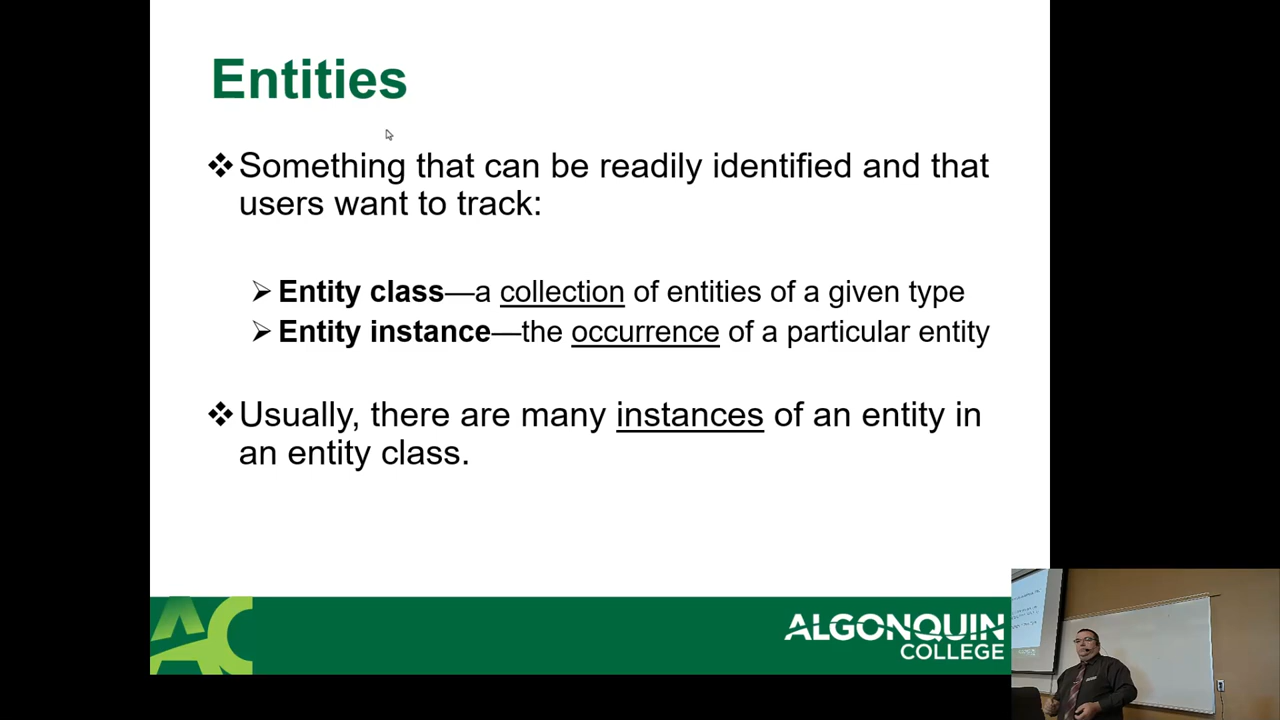 Entities
❖Something that can be readily identified and that
users want to track:
➢Entity class—a collection of entities of a given type
➢Entity instance—the occurrence of a particular entity
❖Usually, there are many instances of an entity in
an entity class.
AC
ALGONQUIN
COLLEGE